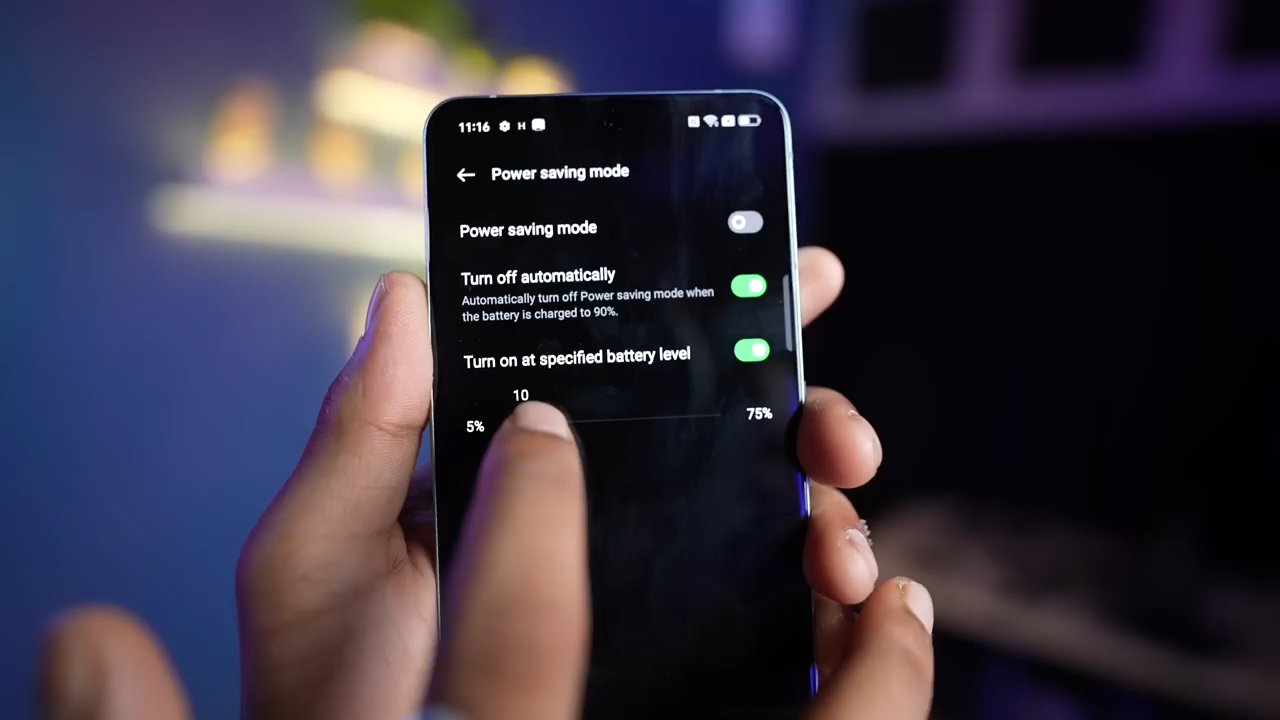 11:16 H
Power saving mode
Power saving mode
Turn off automatically
Automatically turn off Power saving mode when
the battery is charged to 90%.
Turn on at specified battery level
10
5% 75%